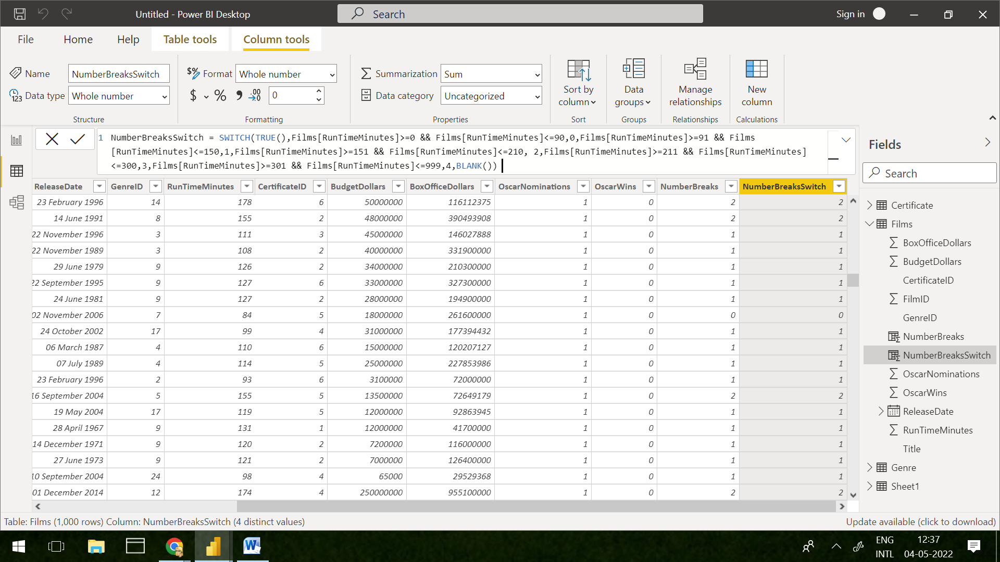 Untitled - Power BI Desktop
Search
Sign in
File Home Help Table tools Column tools
Name NumberBreaksSwitch
Data type Whole number
Structure
$% Format Whole number
$ % 9 .00 0
Formatting
Summarization Sum
Data category Uncategorized
Properties
Sort by
column
Sort
Data
groups
Groups
Manage
relationships
Relationships
New
column
Calculations
1 NumberBreaksSwitch = SWITCH(TRUE(),Films[RunTimeMinutes]>=0 && Films[RunTimeMinutes]<=90,0,Films[RunTimeMinutes]>=91 && Films
[RunTimeMinutes]<=150,1,Films[RunTimeMinutes]>=151 && Films[RunTimeMinutes]<=210, 2,Films[RunTimeMinutes]>=211 && Films[RunTimeMinutes]
<=300,3,Films[RunTimeMinutes]>=301 && Films[RunTimeMinutes]<=999,4,BLANK())
ReleaseDate GenreID RunTimeMinutes CertificateID BudgetDollars BoxOfficeDollars OscarNominations OscarWins NumberBreaks NumberBreaksSwitch
23 February 1996 14 178 6 50000000 116112375 1 0 2 2
14 June 1991 8 155 2 48000000 390493908 1 0 2 2
22 November 1996 3 111 3 45000000 146027888 1 0 1 1
22 November 1989 3 108 2 40000000 331900000 1 0 1 1
29 June 1979 9 126 2 34000000 210300000 1 0 1 1
22 September 1995 9 127 6 33000000 327300000 1 0 1 1
24 June 1981 9 127 2 28000000 194900000 1 0 1 1
02 November 2006 7 84 5 18000000 261600000 1 0 0 0
24 October 2002 17 99 4 31000000 177394432 1 0 1 1
06 March 1987 4 110 6 15000000 120207127 1 0 1 1
07 July 1989 4 114 5 25000000 227853986 1 0 1 1
23 February 1996 2 93 6 3100000 72000000 1 0 1 1
16 September 2004 5 155 5 13500000 72649179 1 0 2 2
19 May 2004 17 119 5 12000000 92863945 1 0 1 1
28 April 1967 9 131 1 12000000 41700000 1 0 1 1
14 December 1971 9 120 2 7200000 116000000 1 0 1 1
27 June 1973 9 121 2 7000000 126400000 1 0 1 1
10 September 2004 24 98 4 65000 29529368 1 0 1 1
01 December 2014 12 174 4 250000000 955100000 1 0 2 2
Fields
Search
Certificate
Films
BoxOfficeDollars
BudgetDollars
CertificateID
FilmID
GenreID
NumberBreaks
NumberBreaksSwitch
OscarNominations
OscarWins
ReleaseDate
RunTimeMinutes
Title
Genre
Sheet1
Table: Films (1,000 rows) Column: NumberBreaksSwitch (4 distinct values)
Update available (click to download)
ENG
INTL
12:37
04-05-2022